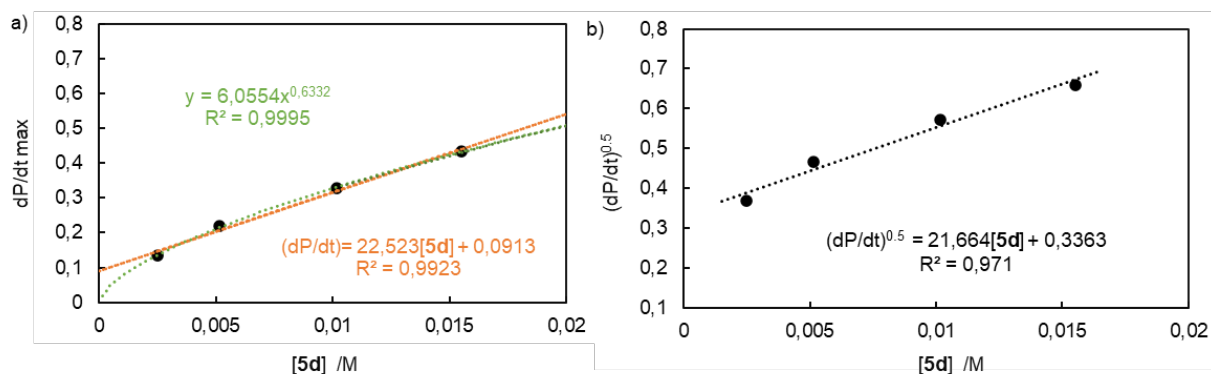 a)
0,8
0,7
0,6
0,5
0,4
0,3
0,2
0,1
0
dP/dt max
y = 6,0554x^0,6332
R² = 0,9995
(dP/dt)= 22,523[5d] + 0,0913
R² = 0,9923
0 0,005 0,01 0,015 0,02
[5d] /M
b)
0,8
0,7
0,6
0,5
0,4
0,3
0,2
0,1
(dP/dt)^0.5
(dP/dt)^0.5 = 21,664[5d] + 0,3363
R² = 0,971
0 0,005 0,01 0,015 0,02
[5d] /M